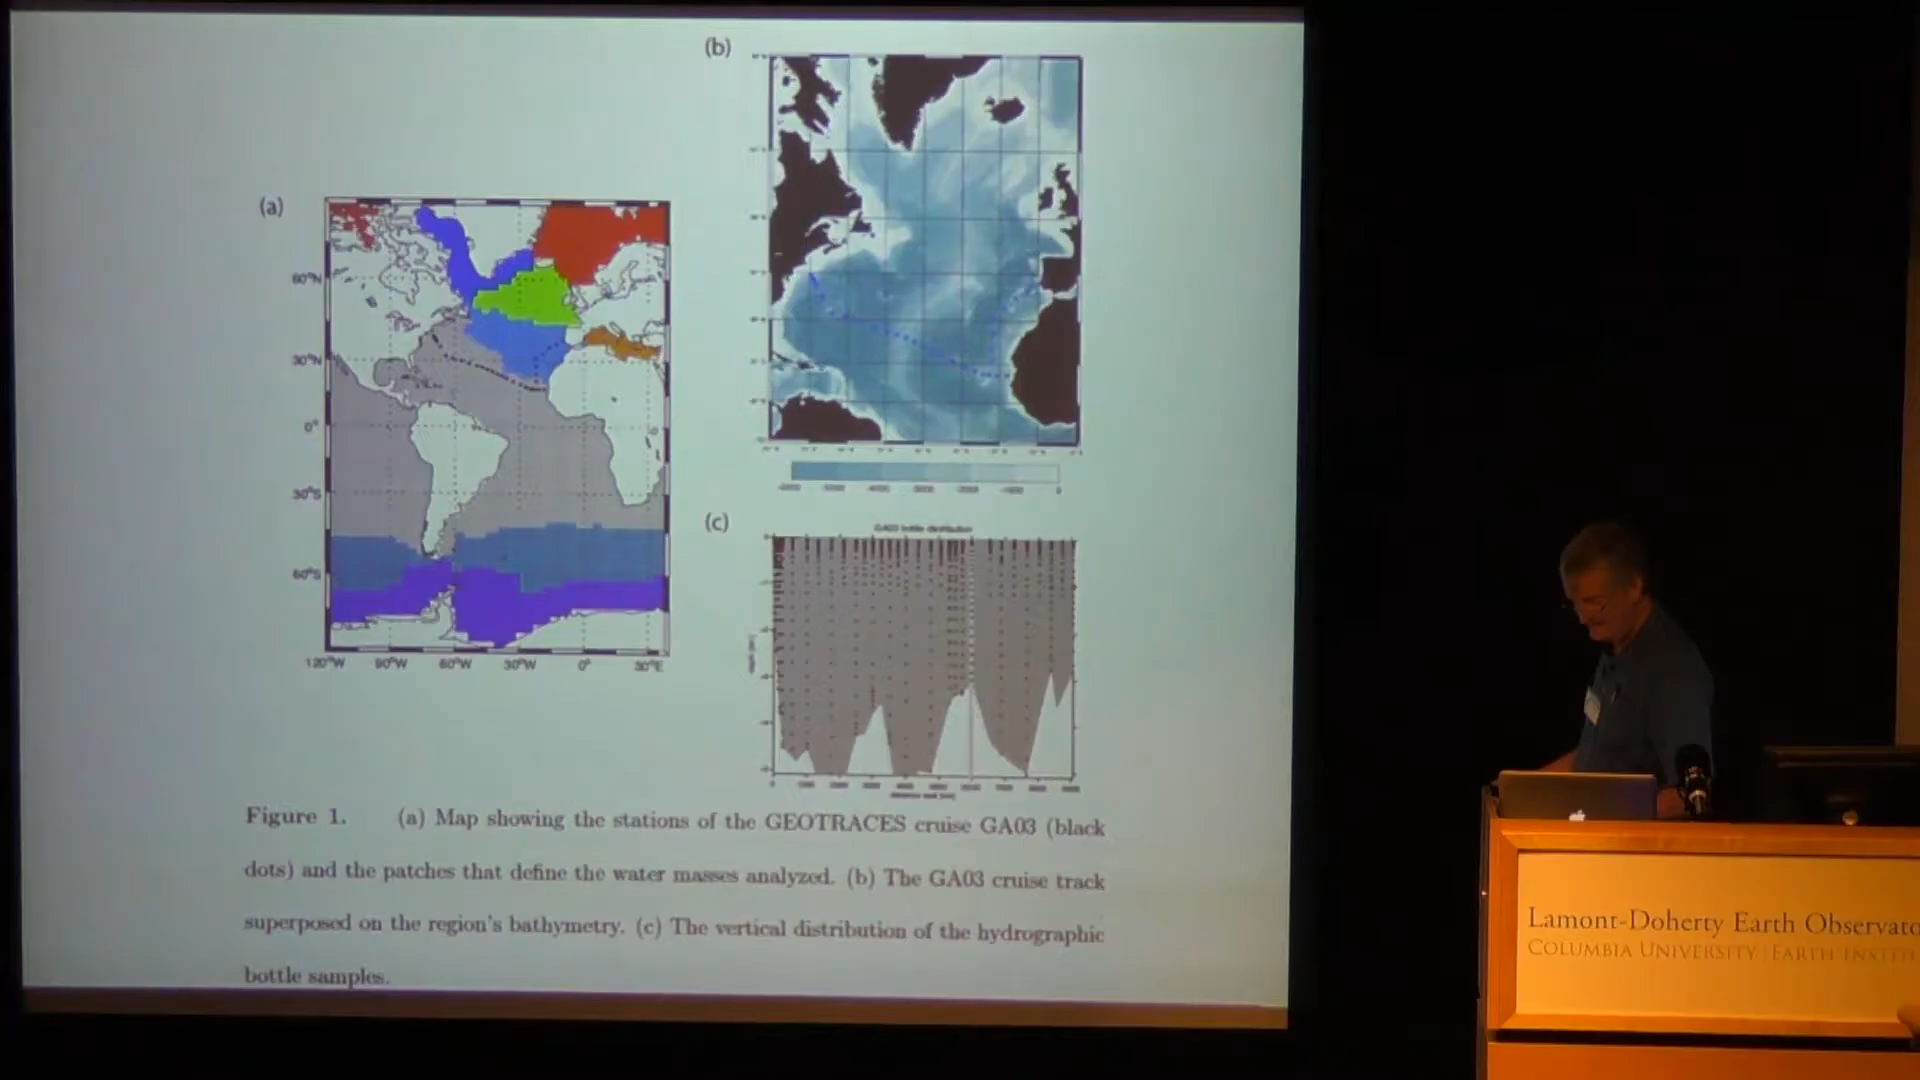 (b)
(a)
60°N
30°N
0°
30°S
60°S
120°W 90°W 60°W 30°W 0° 30°E
(c)
GA03 bottle distribution
Figure 1. (a) Map showing the stations of the GEOTRACES cruise GA03 (black
dots) and the patches that define the water masses analyzed. (b) The GA03 cruise track
superposed on the region's bathymetry. (c) The vertical distribution of the hydrographic
bottle samples.
Lamont-Doherty Earth Observato
COLUMBIA UNIVERSITY | EARTH INSTIT